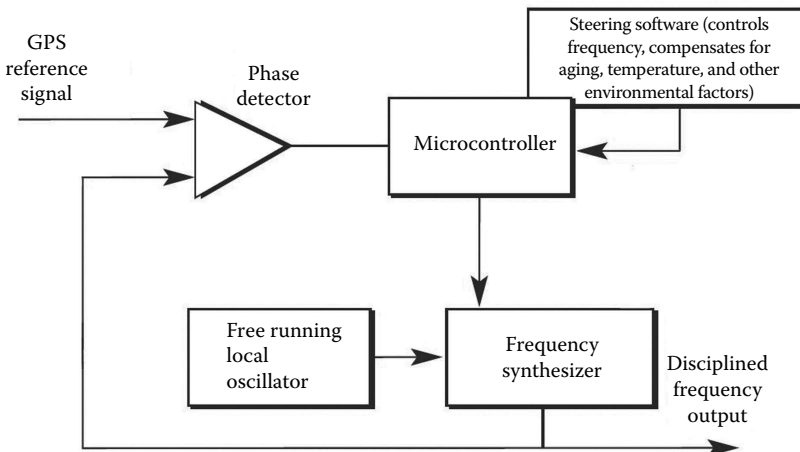 GPS
reference
signal
Phase
detector
Steering software (controls
frequency, compensates for
aging, temperature, and other
environmental factors)
Microcontroller
Free running
local
oscillator
Frequency
synthesizer
Disciplined
frequency
output